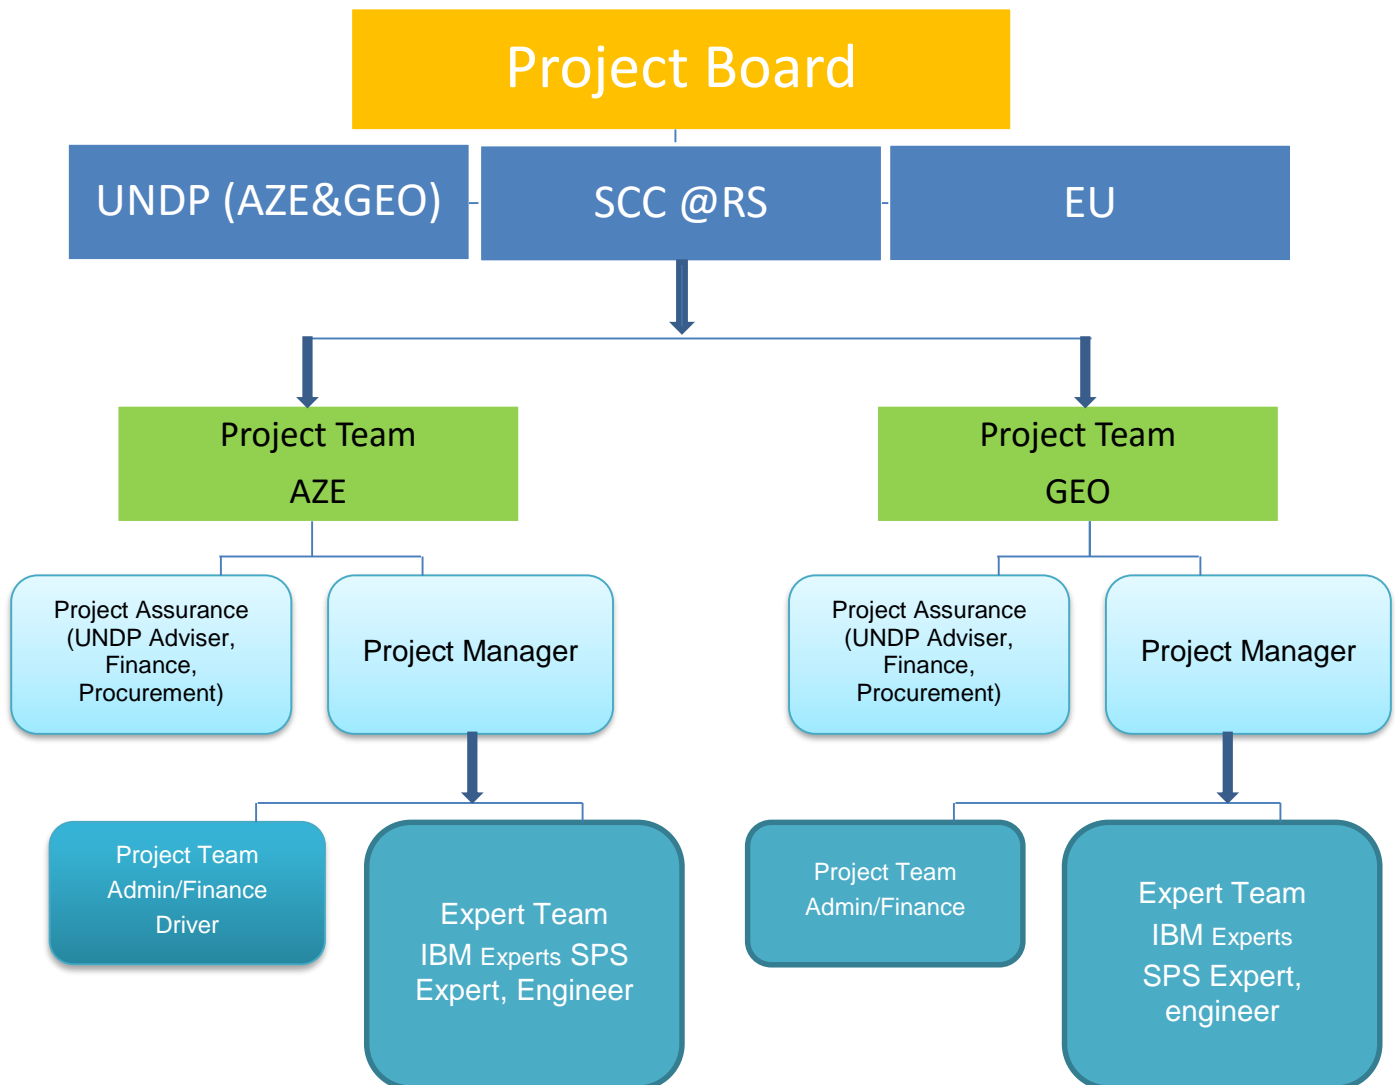 Project Board
UNDP (AZE&GEO)
SCC @RS
EU
Project Team
AZE
Project Team
GEO
Project Assurance
(UNDP Adviser,
Finance,
Procurement)
Project Manager
Project Assurance
(UNDP Adviser,
Finance,
Procurement)
Project Manager
Project Team
Admin/Finance
Driver
Expert Team
IBM Experts SPS
Expert, Engineer
Project Team
Admin/Finance
Expert Team
IBM Experts
SPS Expert,
engineer